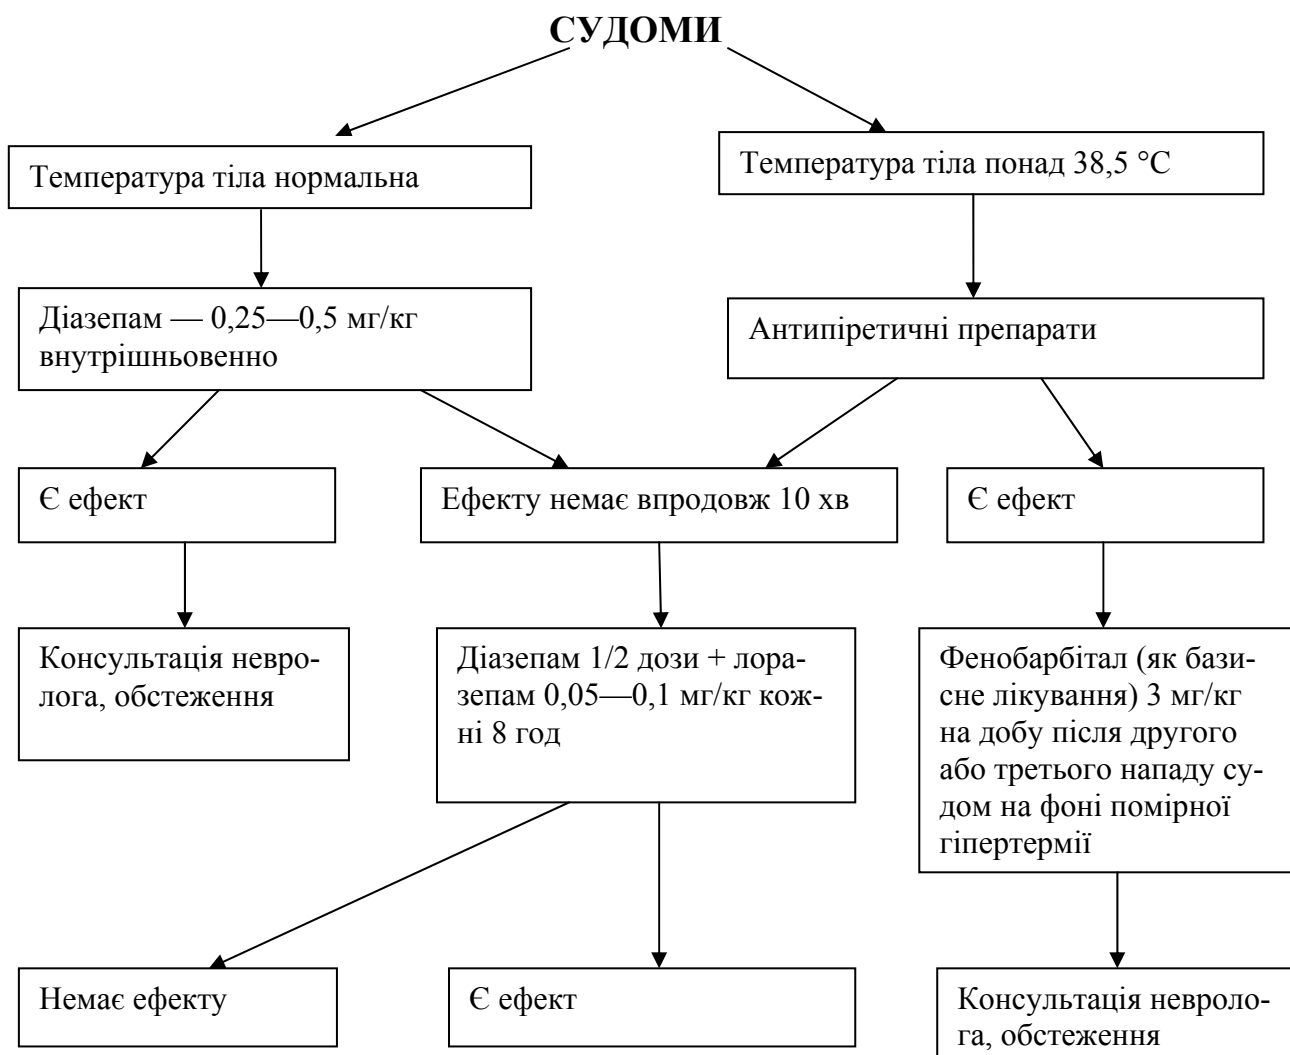 СУДОМИ
Температура тіла нормальна
Температура тіла понад 38,5 °С
Діазепам — 0,25—0,5 мг/кг
внутрішньовенно
Антипіретичні препарати
Є ефект
Ефекту немає впродовж 10 хв
Є ефект
Консультація невро-
лога, обстеження
Діазепам 1/2 дози + лора-
зепам 0,05—0,1 мг/кг кож-
ні 8 год
Фенобарбітал (як бази-
сне лікування) 3 мг/кг
на добу після другого
або третього нападу су-
дом на фоні помірної
гіпертермії
Немає ефекту
Є ефект
Консультація невроло-
га, обстеження